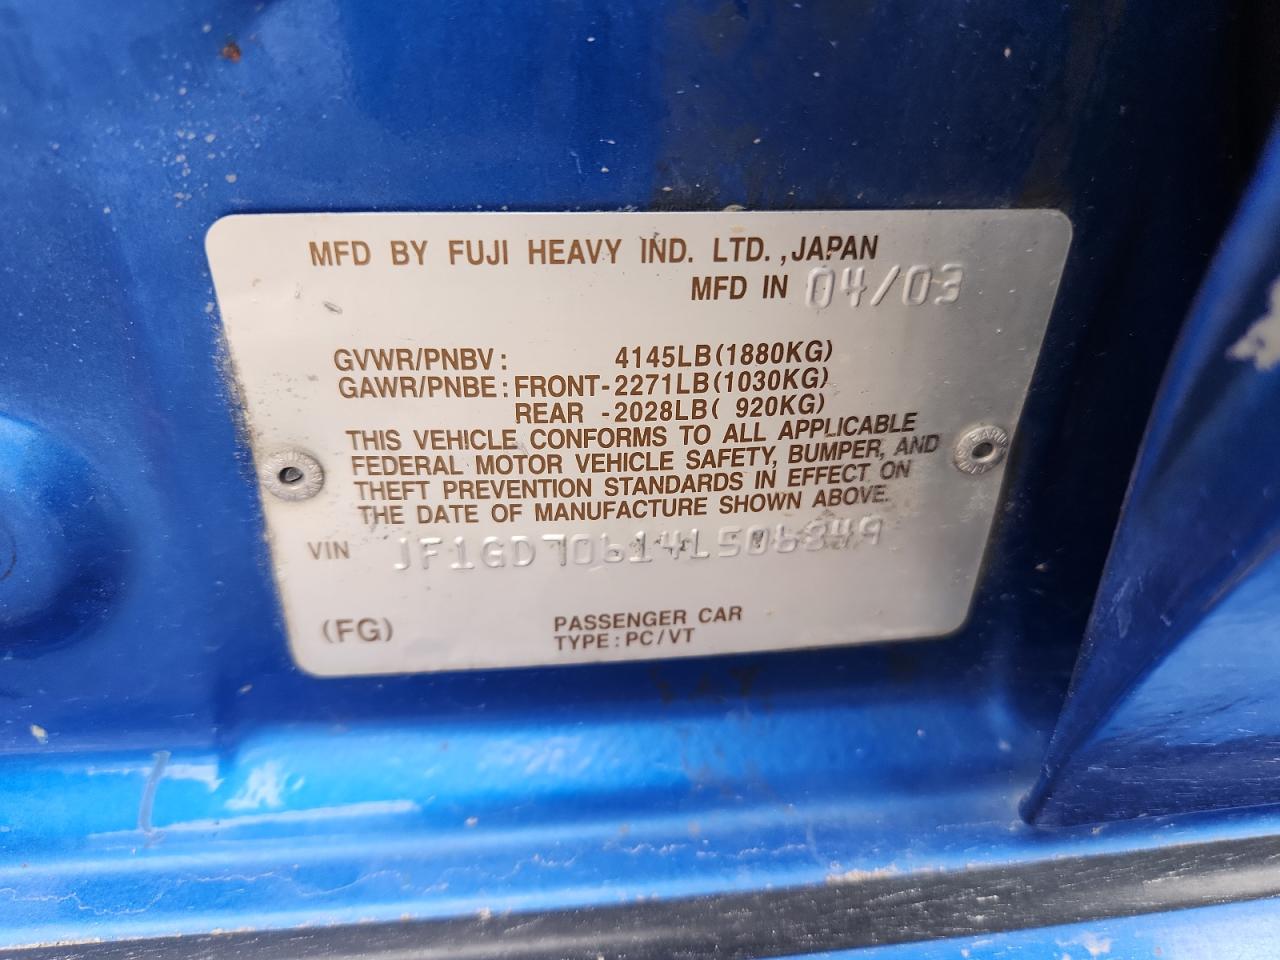 MFD BY FUJI HEAVY IND. LTD.,JAPAN
MFD IN 04/03
GVWR/PNBV: 4145LB(1880KG)
GAWR/PNBE:FRONT-2271LB(1030KG)
REAR -2028LB( 920KG)
THIS VEHICLE CONFORMS TO ALL APPLICABLE
FEDERAL MOTOR VEHICLE SAFETY, BUMPER, AND
THEFT PREVENTION STANDARDS IN EFFECT ON
THE DATE OF MANUFACTURE SHOWN ABOVE.
VIN JF1GD70614L506849
(FG)
PASSENGER CAR
TYPE:PC/VT